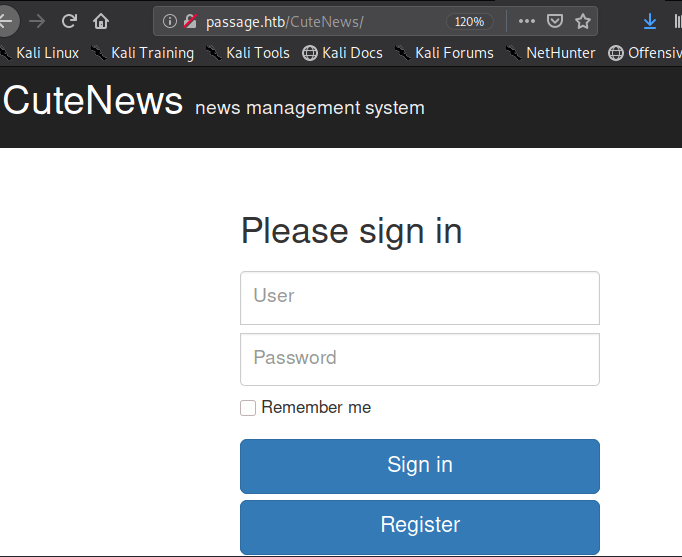 passage.htb/CuteNews/ 120%
Kali Linux Kali Training Kali Tools Kali Docs Kali Forums NetHunter Offensiv
CuteNews news management system
Please sign in
User
Password
Remember me
Sign in
Register